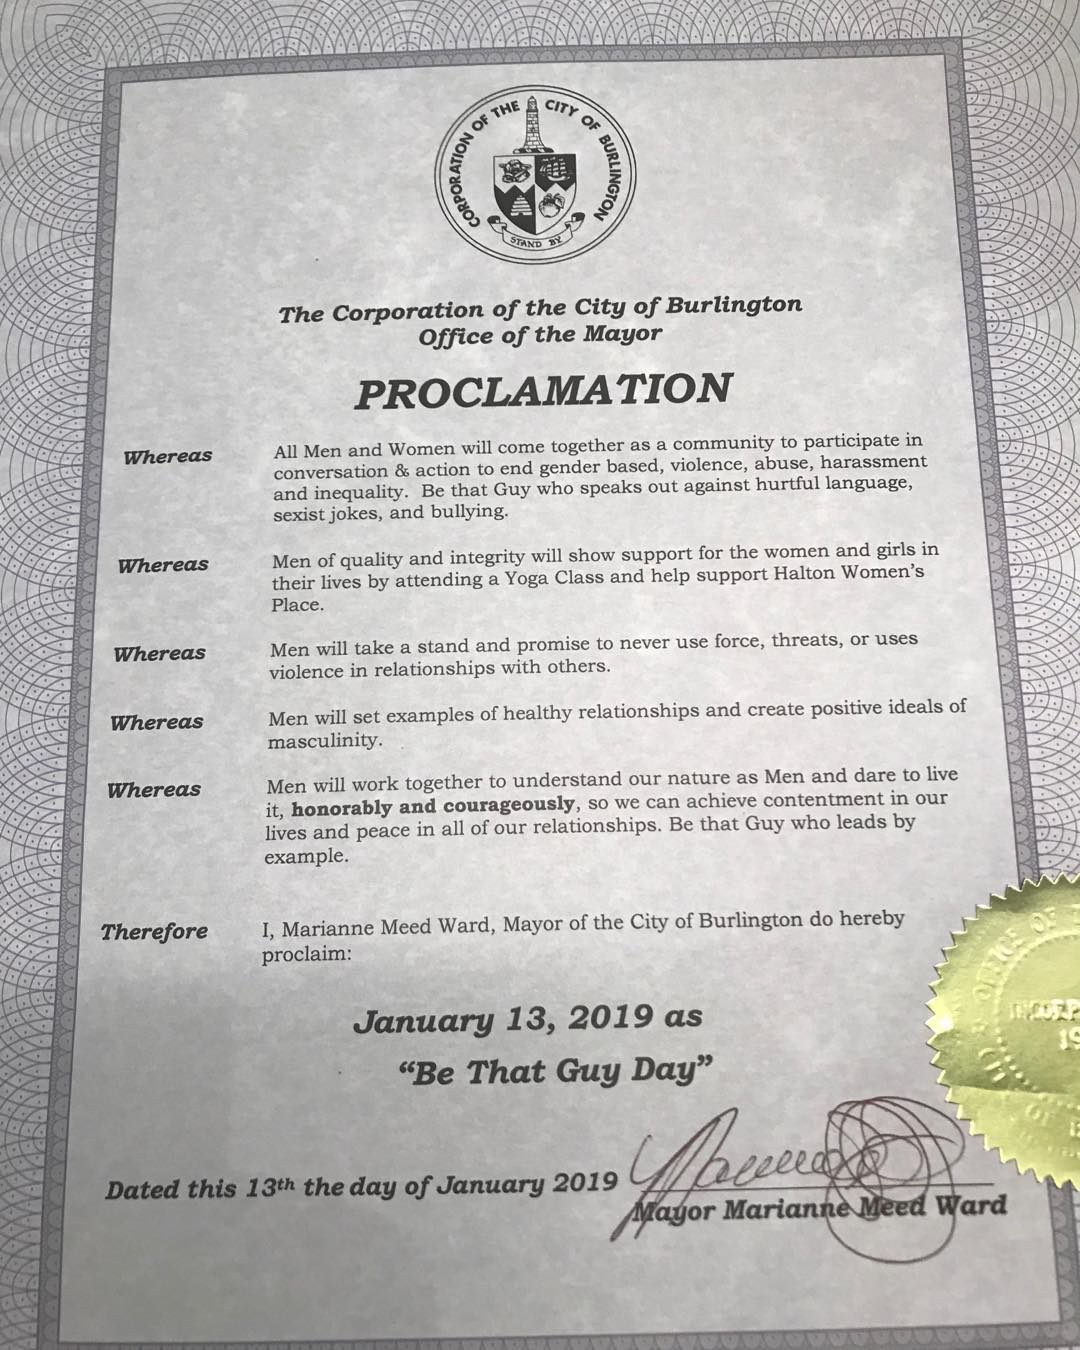 CORPORATION OF THE CITY OF BURLINGTON
STAND BY
The Corporation of the City of Burlington
Office of the Mayor
PROCLAMATION
Whereas All Men and Women will come together as a community to participate in
conversation & action to end gender based, violence, abuse, harassment
and inequality. Be that Guy who speaks out against hurtful language,
sexist jokes, and bullying.
Whereas Men of quality and integrity will show support for the women and girls in
their lives by attending a Yoga Class and help support Halton Women's
Place.
Whereas Men will take a stand and promise to never use force, threats, or uses
violence in relationships with others.
Whereas Men will set examples of healthy relationships and create positive ideals of
masculinity.
Whereas Men will work together to understand our nature as Men and dare to live
it, honorably and courageously, so we can achieve contentment in our
lives and peace in all of our relationships. Be that Guy who leads by
example.
Therefore I, Marianne Meed Ward, Mayor of the City of Burlington do hereby
proclaim:
January 13, 2019 as
“Be That Guy Day”
Dated this 13th the day of January 2019
Mayor Marianne Meed Ward
OFFICE OF